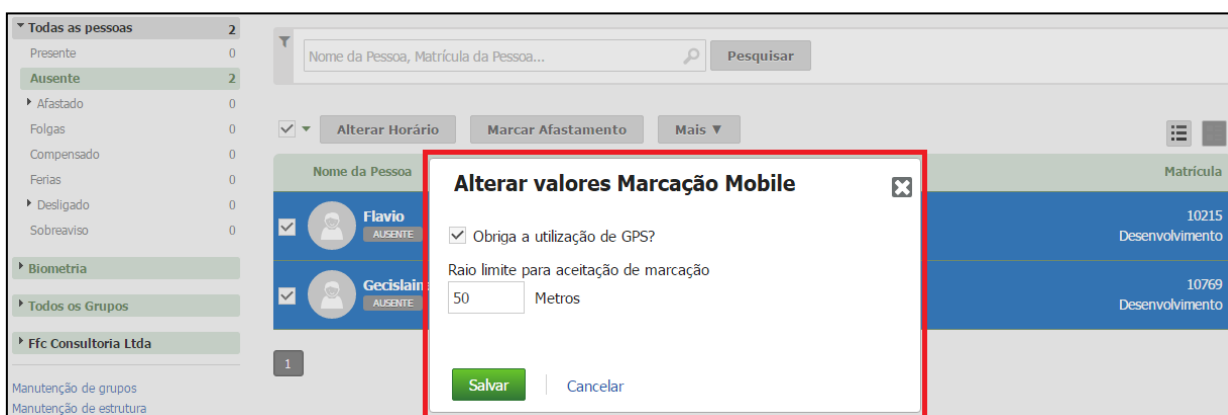 Todas as pessoas 2
Presente 0
Ausente 2
Afastado 0
Folgas 0
Compensado 0
Ferias 0
Desligado 0
Sobreaviso 0
Biometria
Todos os Grupos
Ffc Consultoria Ltda
Manutenção de grupos
Manutenção de estrutura
Nome da Pessoa, Matrícula da Pessoa...
Pesquisar
Alterar Horário Marcar Afastamento Mais ▼
Nome da Pessoa Matrícula
Flavio 10215
AUSENTE Desenvolvimento
Gecislain 10769
AUSENTE Desenvolvimento
1
Alterar valores Marcação Mobile
Obriga a utilização de GPS?
Raio limite para aceitação de marcação
50 Metros
Salvar Cancelar